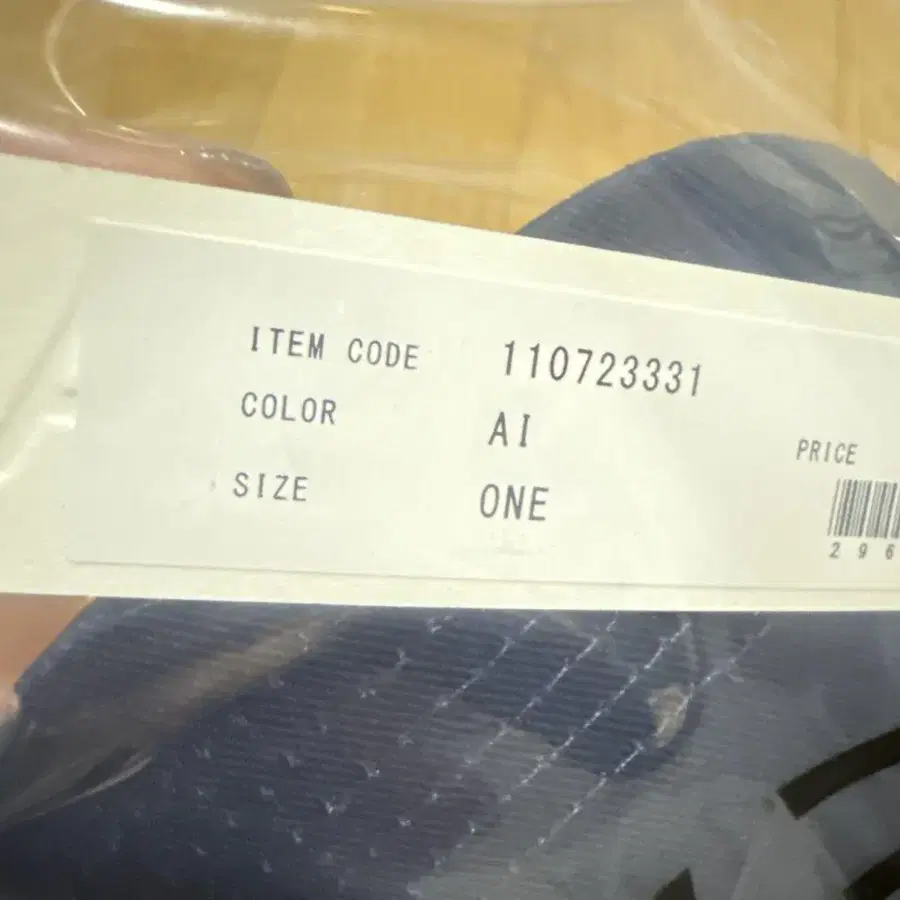 ITEM CODE 110723331
COLOR AI
SIZE ONE
PRICE
296